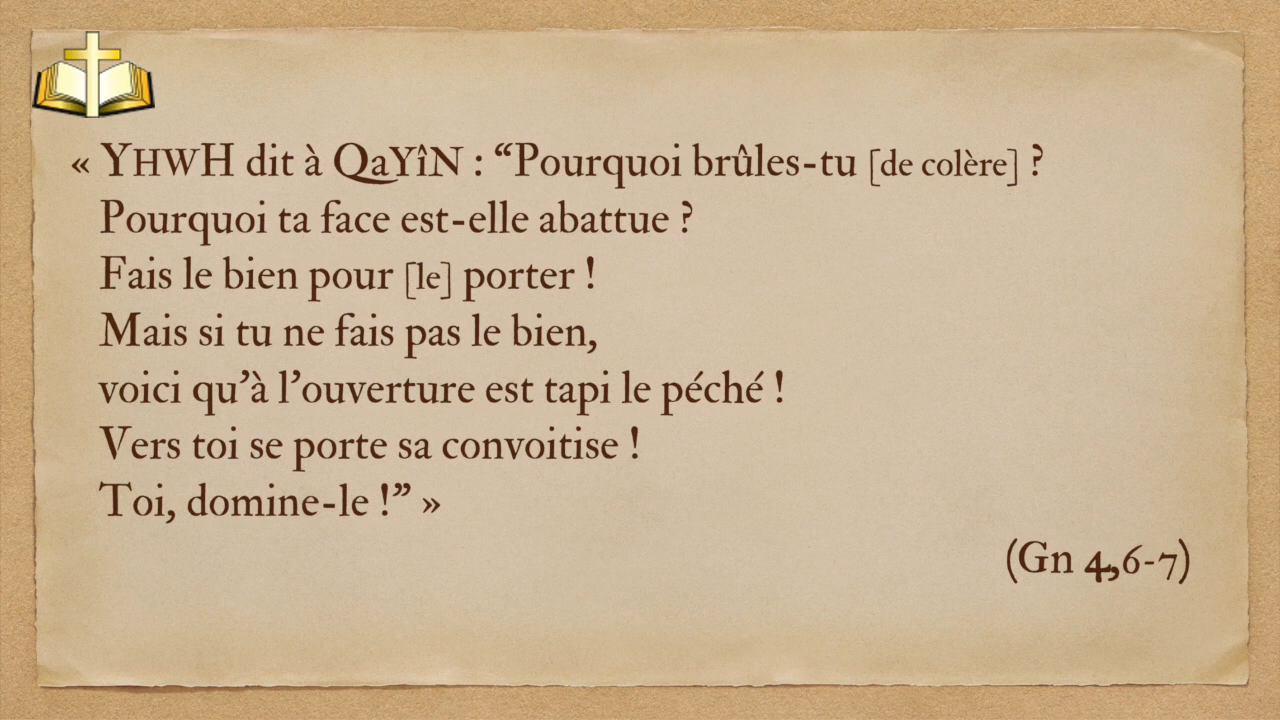 « YHWH dit à QaYîN : “Pourquoi brûles-tu [de colère] ?
Pourquoi ta face est-elle abattue ?
Fais le bien pour [le] porter !
Mais si tu ne fais pas le bien,
voici qu’à l’ouverture est tapi le péché !
Vers toi se porte sa convoitise !
Toi, domine-le !” »
(Gn 4,6-7)